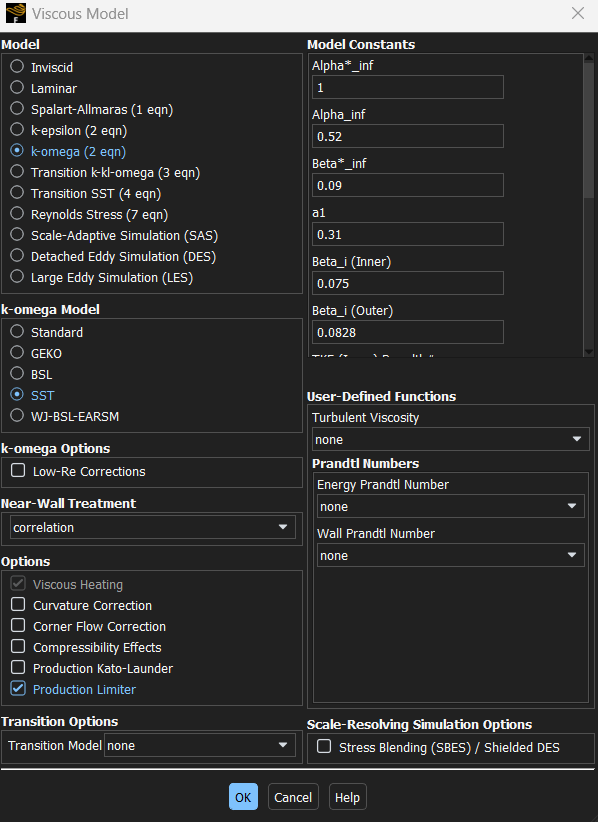 F
Viscous Model
Model
Inviscid
Laminar
Spalart-Allmaras (1 eqn)
k-epsilon (2 eqn)
k-omega (2 eqn)
Transition k-kl-omega (3 eqn)
Transition SST (4 eqn)
Reynolds Stress (7 eqn)
Scale-Adaptive Simulation (SAS)
Detached Eddy Simulation (DES)
Large Eddy Simulation (LES)
k-omega Model
Standard
GEKO
BSL
SST
WJ-BSL-EARSM
k-omega Options
Low-Re Corrections
Near-Wall Treatment
correlation
Options
Viscous Heating
Curvature Correction
Corner Flow Correction
Compressibility Effects
Production Kato-Launder
Production Limiter
Transition Options
Transition Model none
Model Constants
Alpha*_inf
1
Alpha_inf
0.52
Beta*_inf
0.09
a1
0.31
Beta_i (Inner)
0.075
Beta_i (Outer)
0.0828
User-Defined Functions
Turbulent Viscosity
none
Prandtl Numbers
Energy Prandtl Number
none
Wall Prandtl Number
none
Scale-Resolving Simulation Options
Stress Blending (SBES) / Shielded DES
OK
Cancel
Help